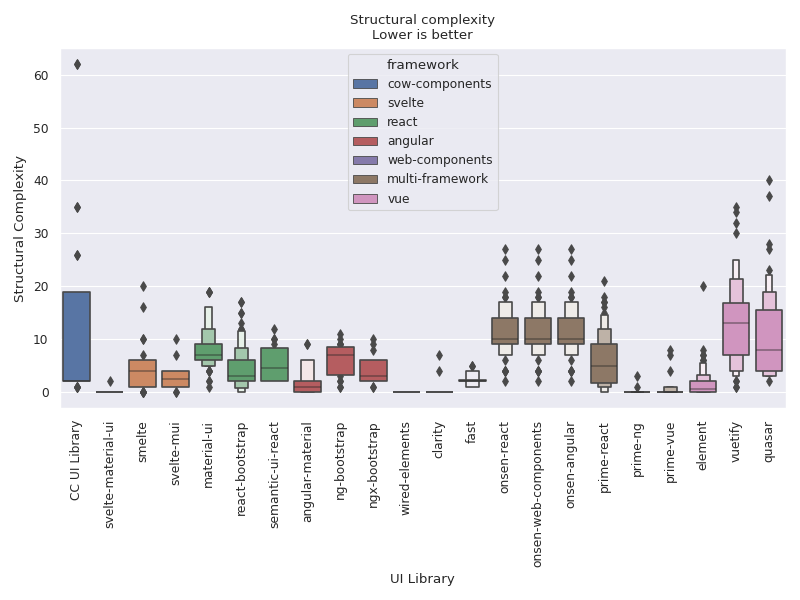 Structural complexity
Lower is better
framework
cow-components
svelte
react
angular
web-components
multi-framework
vue
Structural Complexity
60
50
40
30
20
10
0
CC UI Library
svelte-material-ui
smelte
svelte-mui
material-ui
react-bootstrap
semantic-ui-react
angular-material
ng-bootstrap
ngx-bootstrap
wired-elements
clarity
fast
onsen-react
onsen-web-components
onsen-angular
prime-react
prime-ng
prime-vue
element
vuetify
quasar
UI Library